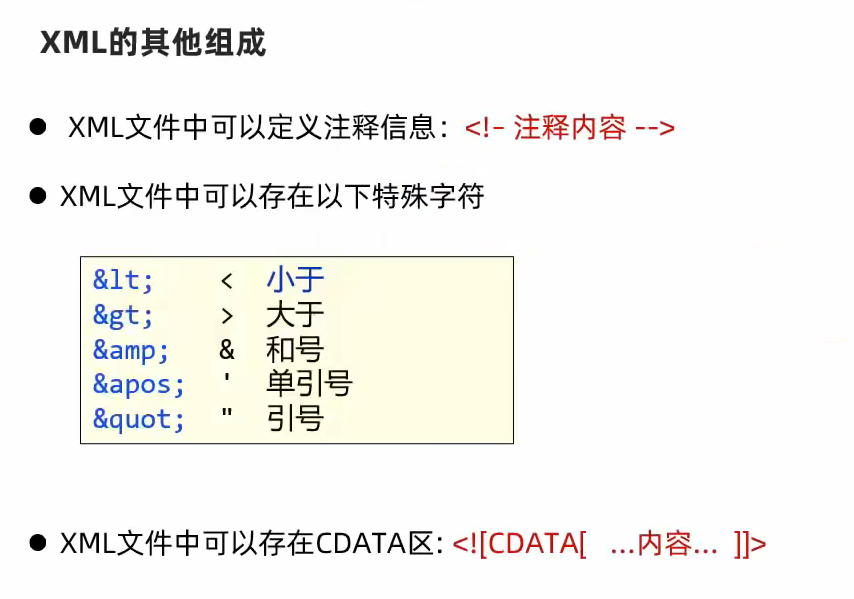 XML的其他组成
● XML文件中可以定义注释信息：<!– 注释内容 -->
● XML文件中可以存在以下特殊字符
&lt; < 小于
&gt; > 大于
&amp; & 和号
&apos; ' 单引号
&quot; " 引号
● XML文件中可以存在CDATA区: <![CDATA[ ...内容... ]]>